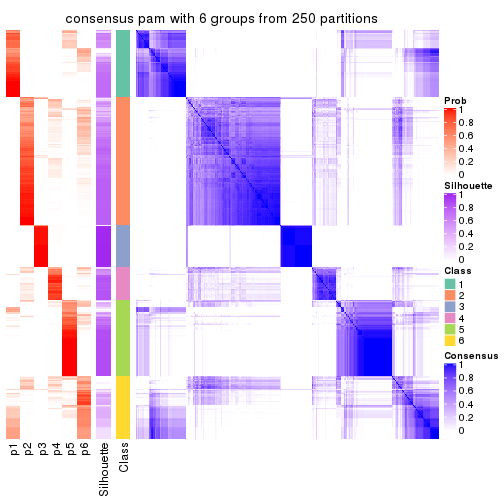 consensus pam with 6 groups from 250 partitions
Prob
1
0.8
0.6
0.4
0.2
0
Silhouette
1
0.8
0.6
0.4
0.2
0
Class
1
2
3
4
5
6
Consensus
1
0.8
0.6
0.4
0.2
0
p1
p2
p3
p4
p5
p6
Silhouette
Class